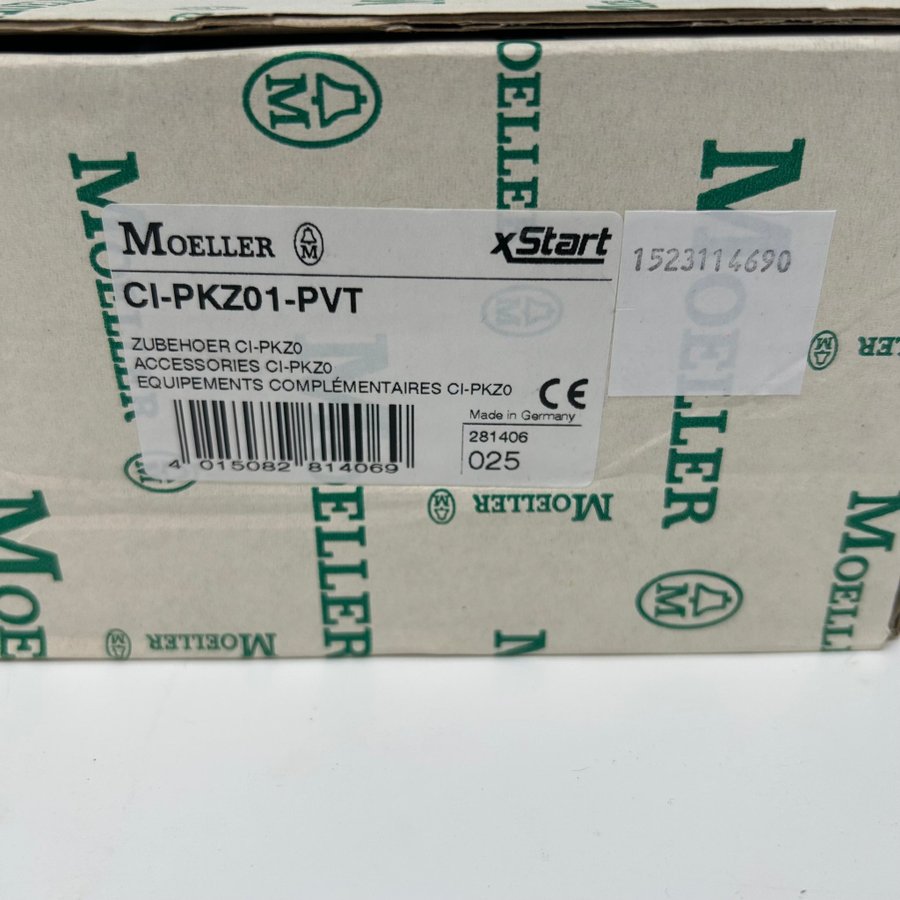 M
MOELLER
MOELLER
MOELLER
MOELLER M
xStart
1523114690
CI-PKZ01-PVT
ZUBEHOER CI-PKZ0
ACCESSORIES CI-PKZ0
EQUIPEMENTS COMPLÉMENTAIRES CI-PKZ0
CE
Made in Germany
281406
025
4 015082 814069
MOELLER
M
MOELLER
M
MOELLER
M